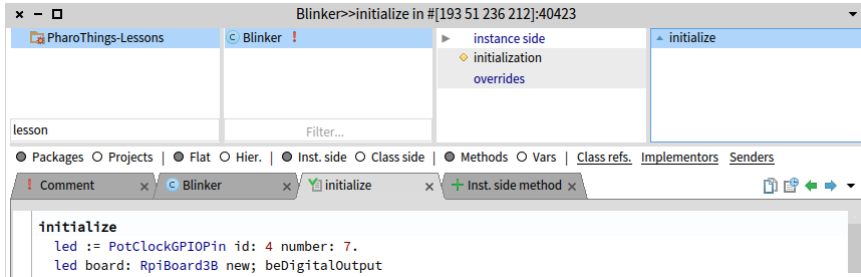 Blinker>>initialize in #[193 51 236 212]:40423
PharoThings-Lessons
Blinker !
instance side
initialization
overrides
initialize
lesson
Filter...
Packages Projects | Flat Hier. | Inst. side Class side | Methods Vars | Class refs. Implementors Senders
! Comment x C Blinker x initialize x Inst. side method x
initialize
led := PotClockGPIOPin id: 4 number: 7.
led board: RpiBoard3B new; beDigitalOutput